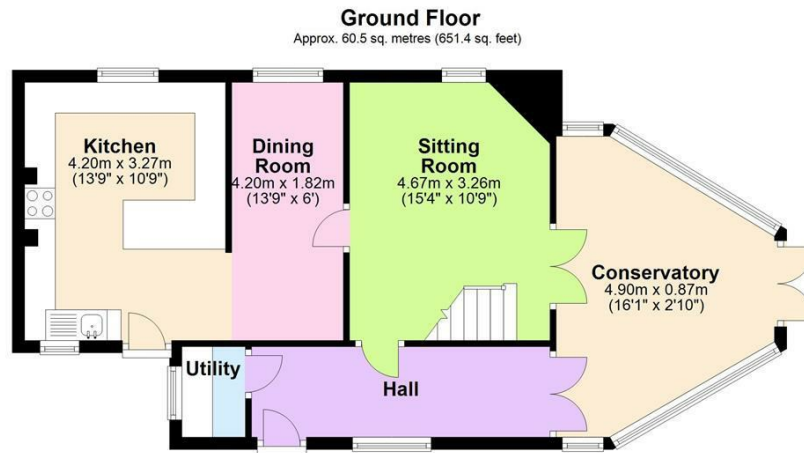 Ground Floor
Approx. 60.5 sq. metres (651.4 sq. feet)
Kitchen
4.20m x 3.27m
(13'9" x 10'9")
Dining
Room
4.20m x 1.82m
(13'9" x 6')
Sitting
Room
4.67m x 3.26m
(15'4" x 10'9")
Conservatory
4.90m x 0.87m
(16'1" x 2'10")
Utility
Hall